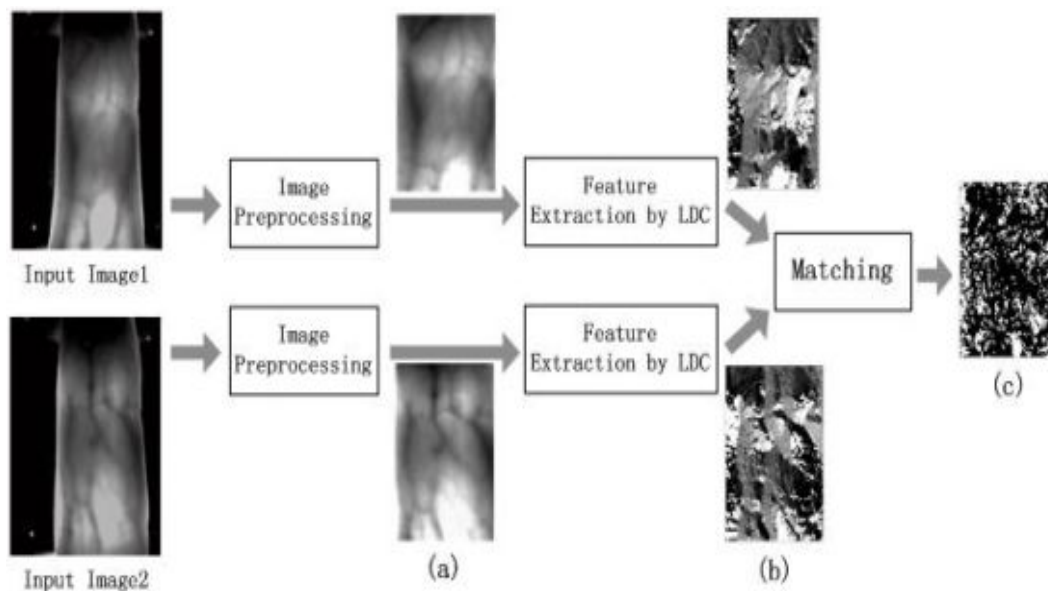 Input Image1
Image
Preprocessing
Feature
Extraction by LDC
Matching
Input Image2
Image
Preprocessing
Feature
Extraction by LDC
(a)
(b)
(c)